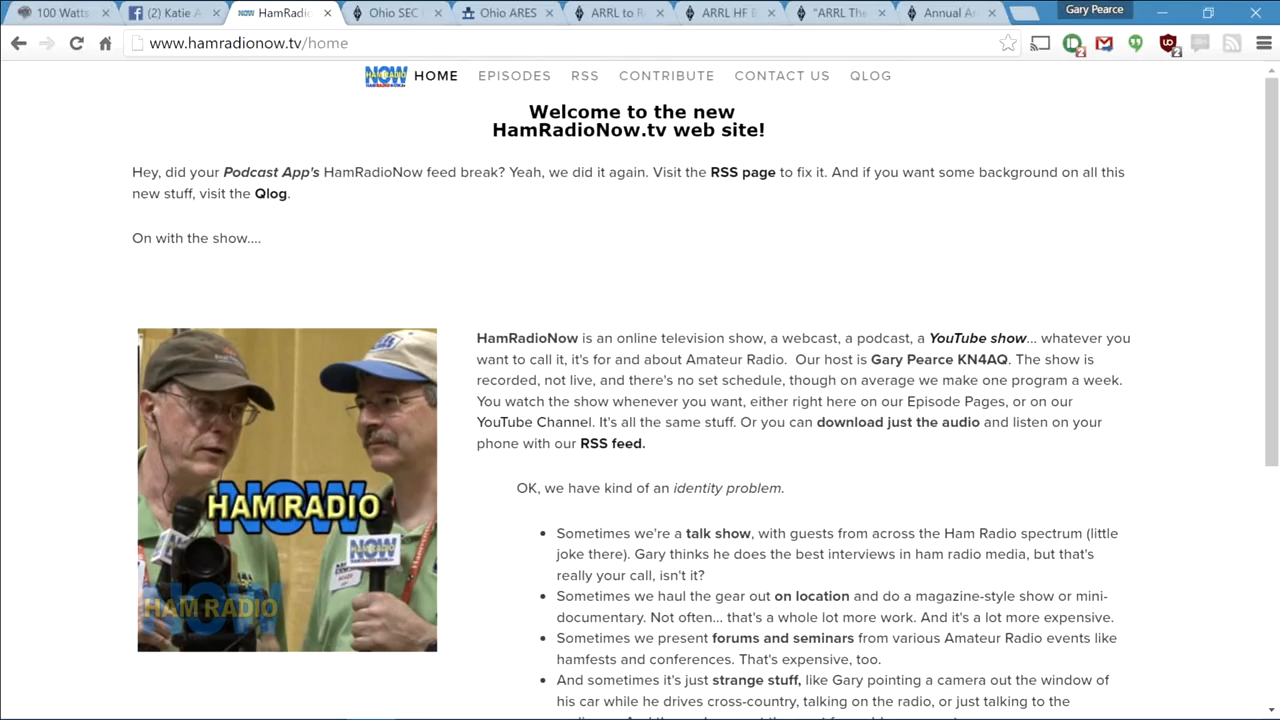 100 Watts
(2) Katie A
HamRadio
Ohio SEC
Ohio ARES
ARRL to Re
ARRL HF B
"ARRL The
Annual An
Gary Pearce
www.hamradionow.tv/home
2
2
HAM RADIO NOW
HOME EPISODES RSS CONTRIBUTE CONTACT US QLOG
Welcome to the new
HamRadioNow.tv web site!
Hey, did your Podcast App's HamRadioNow feed break? Yeah, we did it again. Visit the RSS page to fix it. And if you want some background on all this
new stuff, visit the Qlog.
On with the show....
HAM RADIO
NOW
NOW
HAM RADIO
HamRadioNow is an online television show, a webcast, a podcast, a YouTube show... whatever you
want to call it, it's for and about Amateur Radio.  Our host is Gary Pearce KN4AQ. The show is
recorded, not live, and there's no set schedule, though on average we make one program a week.
You watch the show whenever you want, either right here on our Episode Pages, or on our
YouTube Channel. It's all the same stuff. Or you can download just the audio and listen on your
phone with our RSS feed.
OK, we have kind of an identity problem.
• Sometimes we're a talk show, with guests from across the Ham Radio spectrum (little
joke there). Gary thinks he does the best interviews in ham radio media, but that's
really your call, isn't it?
• Sometimes we haul the gear out on location and do a magazine-style show or mini-
documentary. Not often... that's a whole lot more work. And it's a lot more expensive.
• Sometimes we present forums and seminars from various Amateur Radio events like
hamfests and conferences. That's expensive, too.
• And sometimes it's just strange stuff, like Gary pointing a camera out the window of
his car while he drives cross-country, talking on the radio, or just talking to the